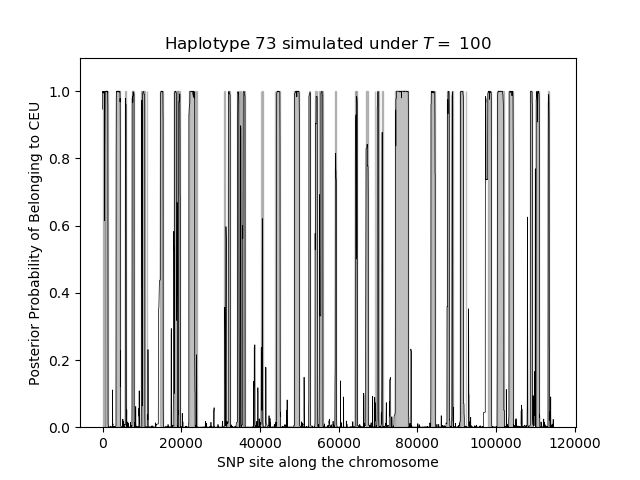 Haplotype 73 simulated under T = 100
Posterior Probability of Belonging to CEU
1.0
0.8
0.6
0.4
0.2
0.0
0 20000 40000 60000 80000 100000 120000
SNP site along the chromosome